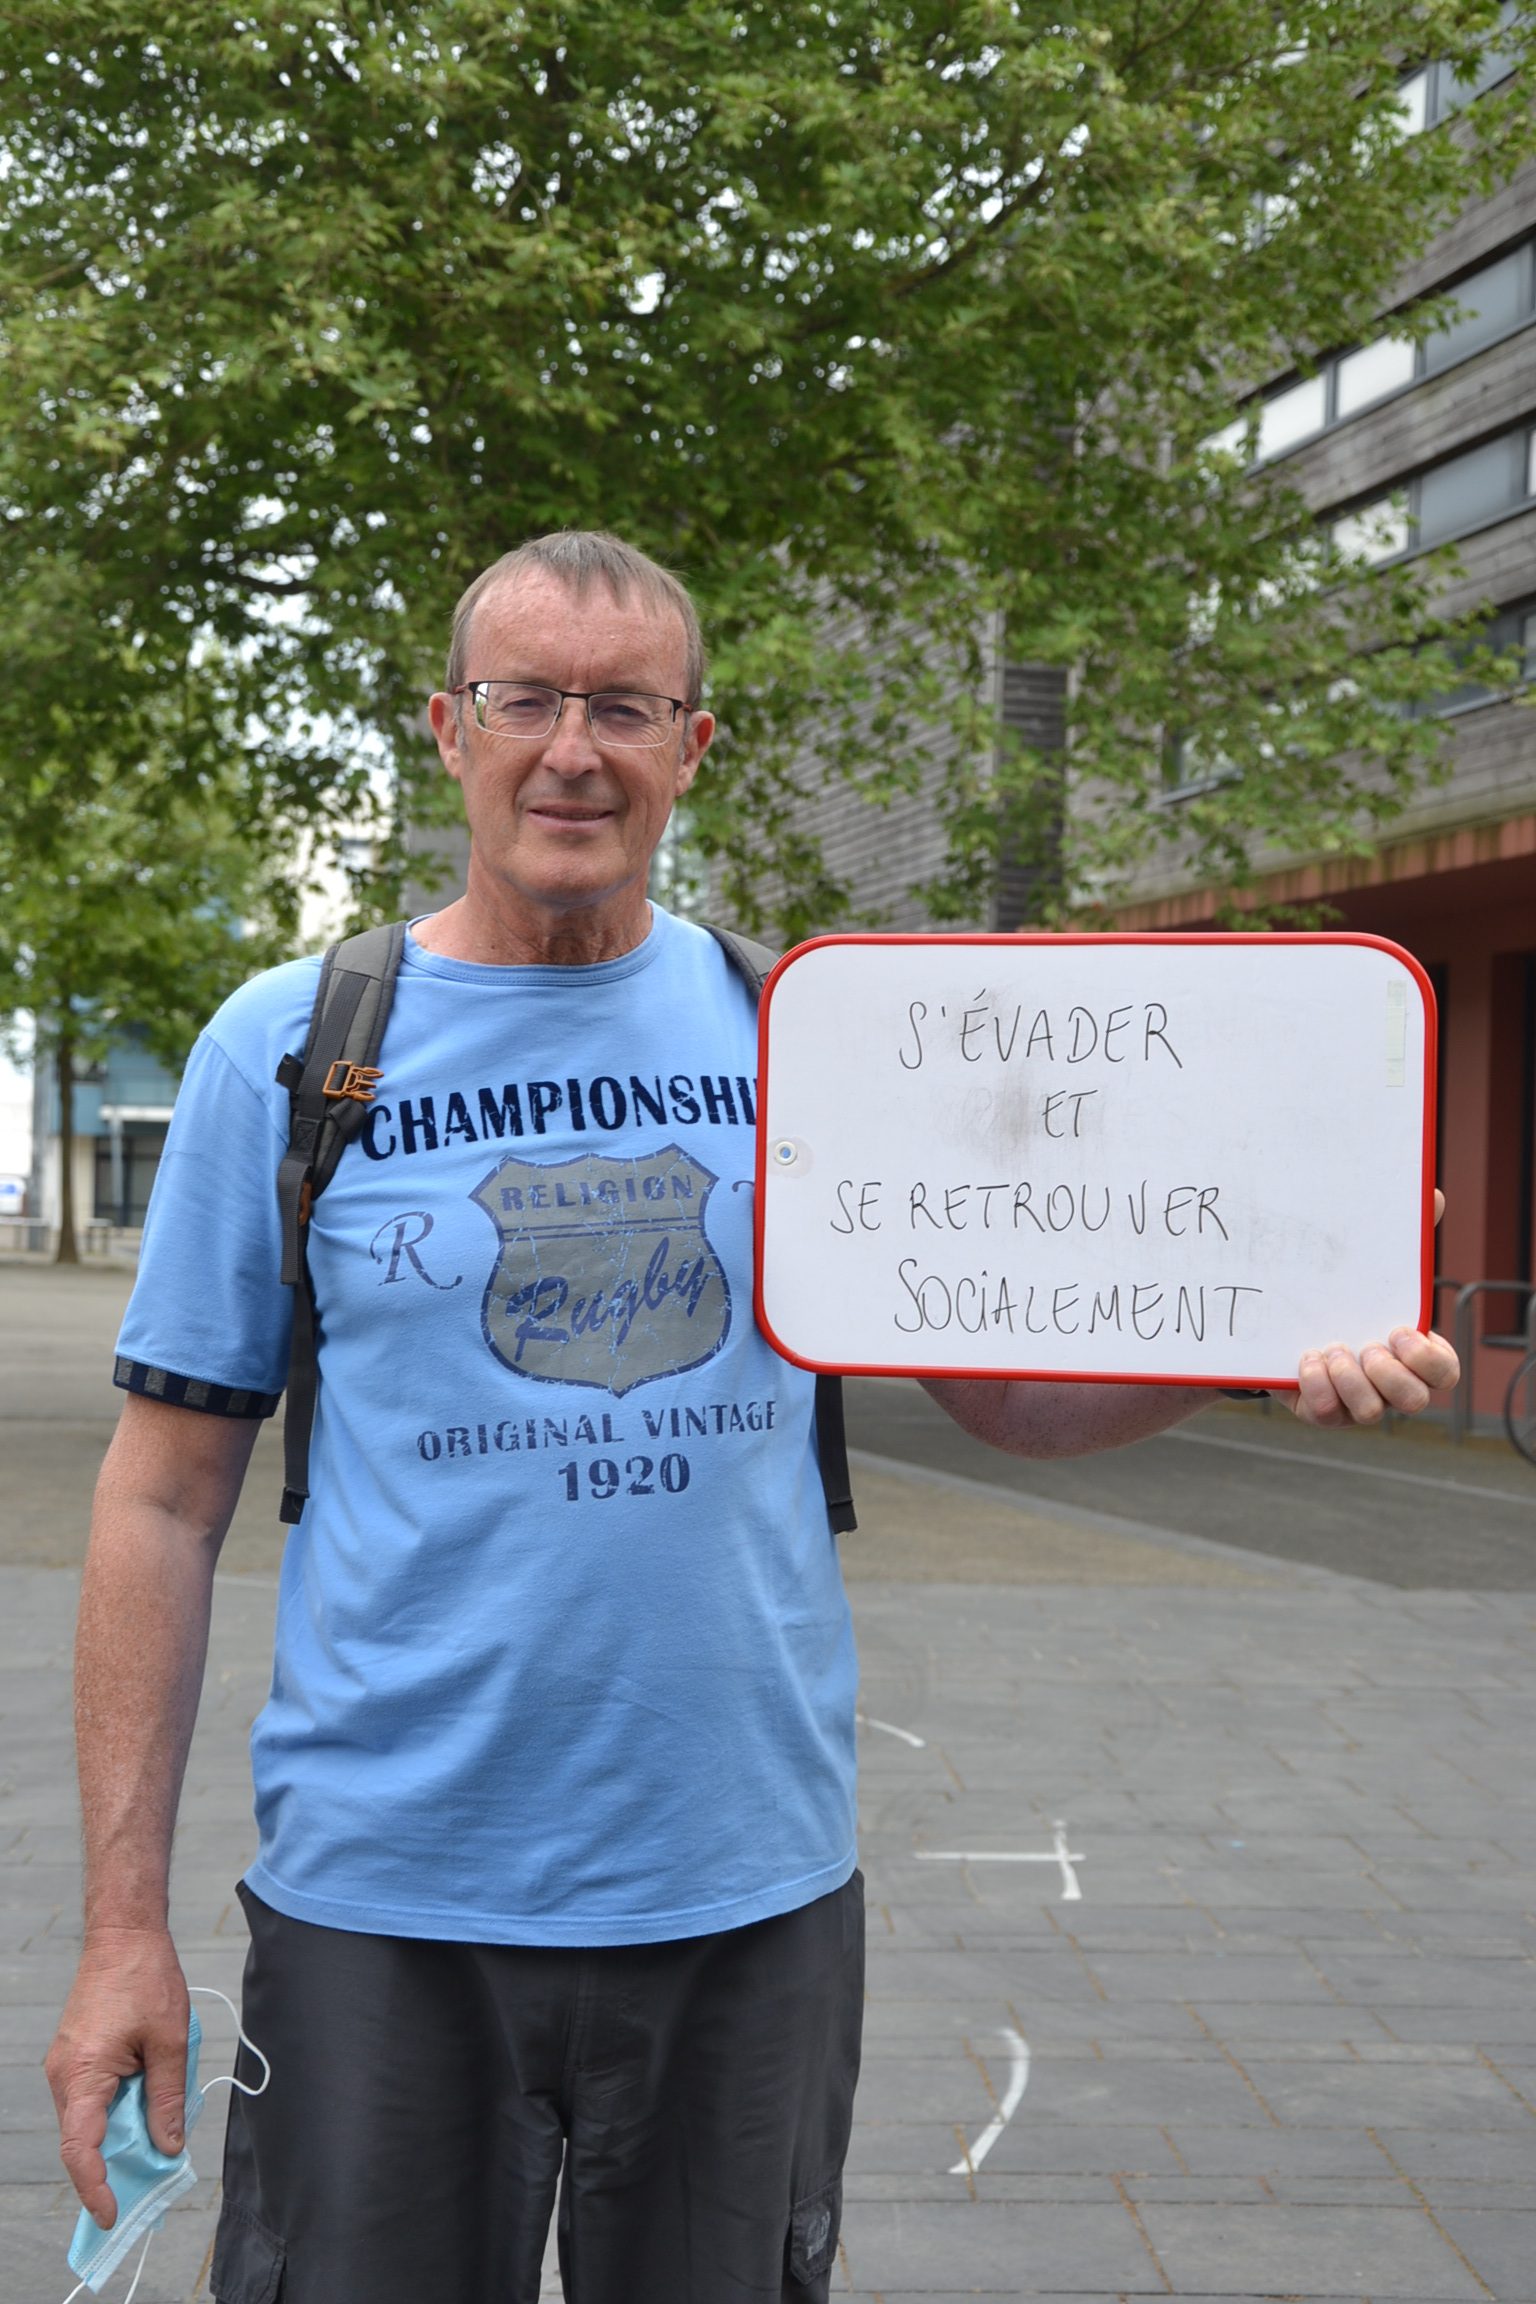 CHAMPIONSHI
RELIGION
R
Rugby
ORIGINAL VINTAGE
1920
S'ÉVADER
ET
SE RETROUVER
SOCIALEMENT